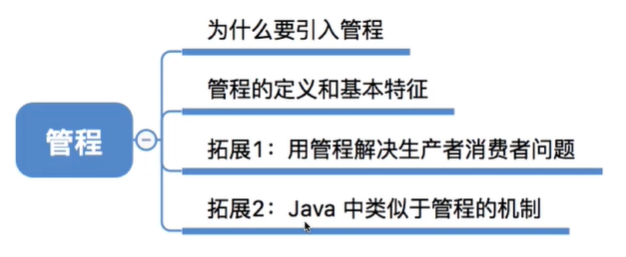 管程
为什么要引入管程
管程的定义和基本特征
拓展1：用管程解决生产者消费者问题
拓展2：Java 中类似于管程的机制